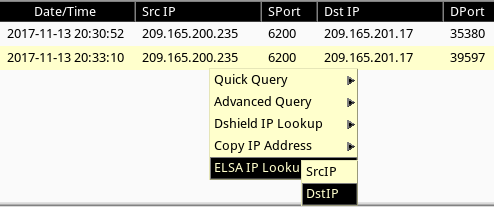 Date/Time Src IP SPort Dst IP DPort
2017-11-13 20:30:52 209.165.200.235 6200 209.165.201.17 35380
2017-11-13 20:33:10 209.165.200.235 6200 209.165.201.17 39597
Quick Query
Advanced Query
Dshield IP Lookup
Copy IP Address
ELSA IP Looku
SrcIP
DstIP